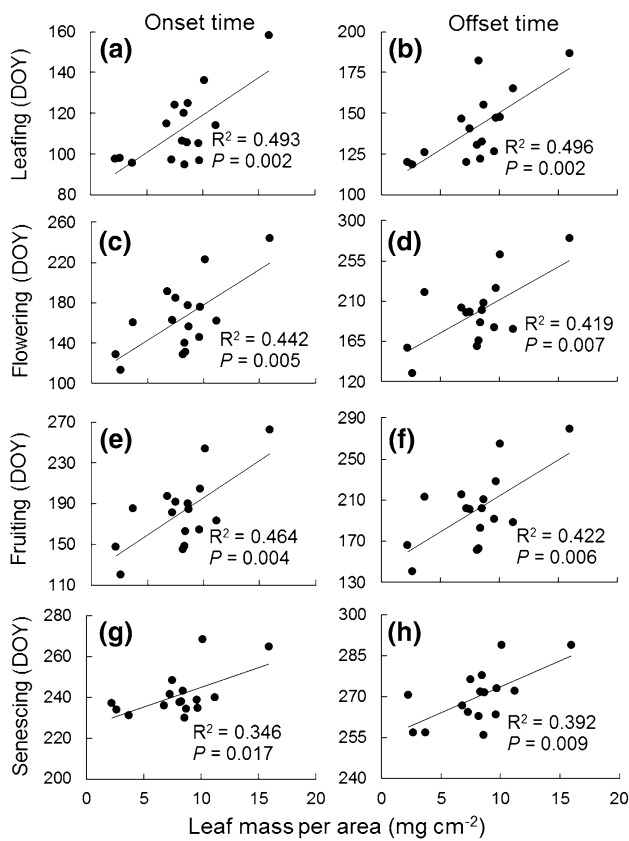 Onset time Offset time
160 (a) 200 (b)
140 175
120 150
100 125
80 100
Leafing (DOY)
R² = 0.493 R² = 0.496
P = 0.002 P = 0.002
260 (c) 300 (d)
220 255
180 210
140 165
100 120
Flowering (DOY)
R² = 0.442 R² = 0.419
P = 0.005 P = 0.007
270 (e) 290 (f)
230 250
190 210
150 170
110 130
Fruiting (DOY)
R² = 0.464 R² = 0.422
P = 0.004 P = 0.006
280 (g) 300 (h)
260 285
240 270
220 255
200 240
Senescing (DOY)
R² = 0.346 R² = 0.392
P = 0.017 P = 0.009
0 5 10 15 20 0 5 10 15 20
Leaf mass per area (mg cm⁻²)